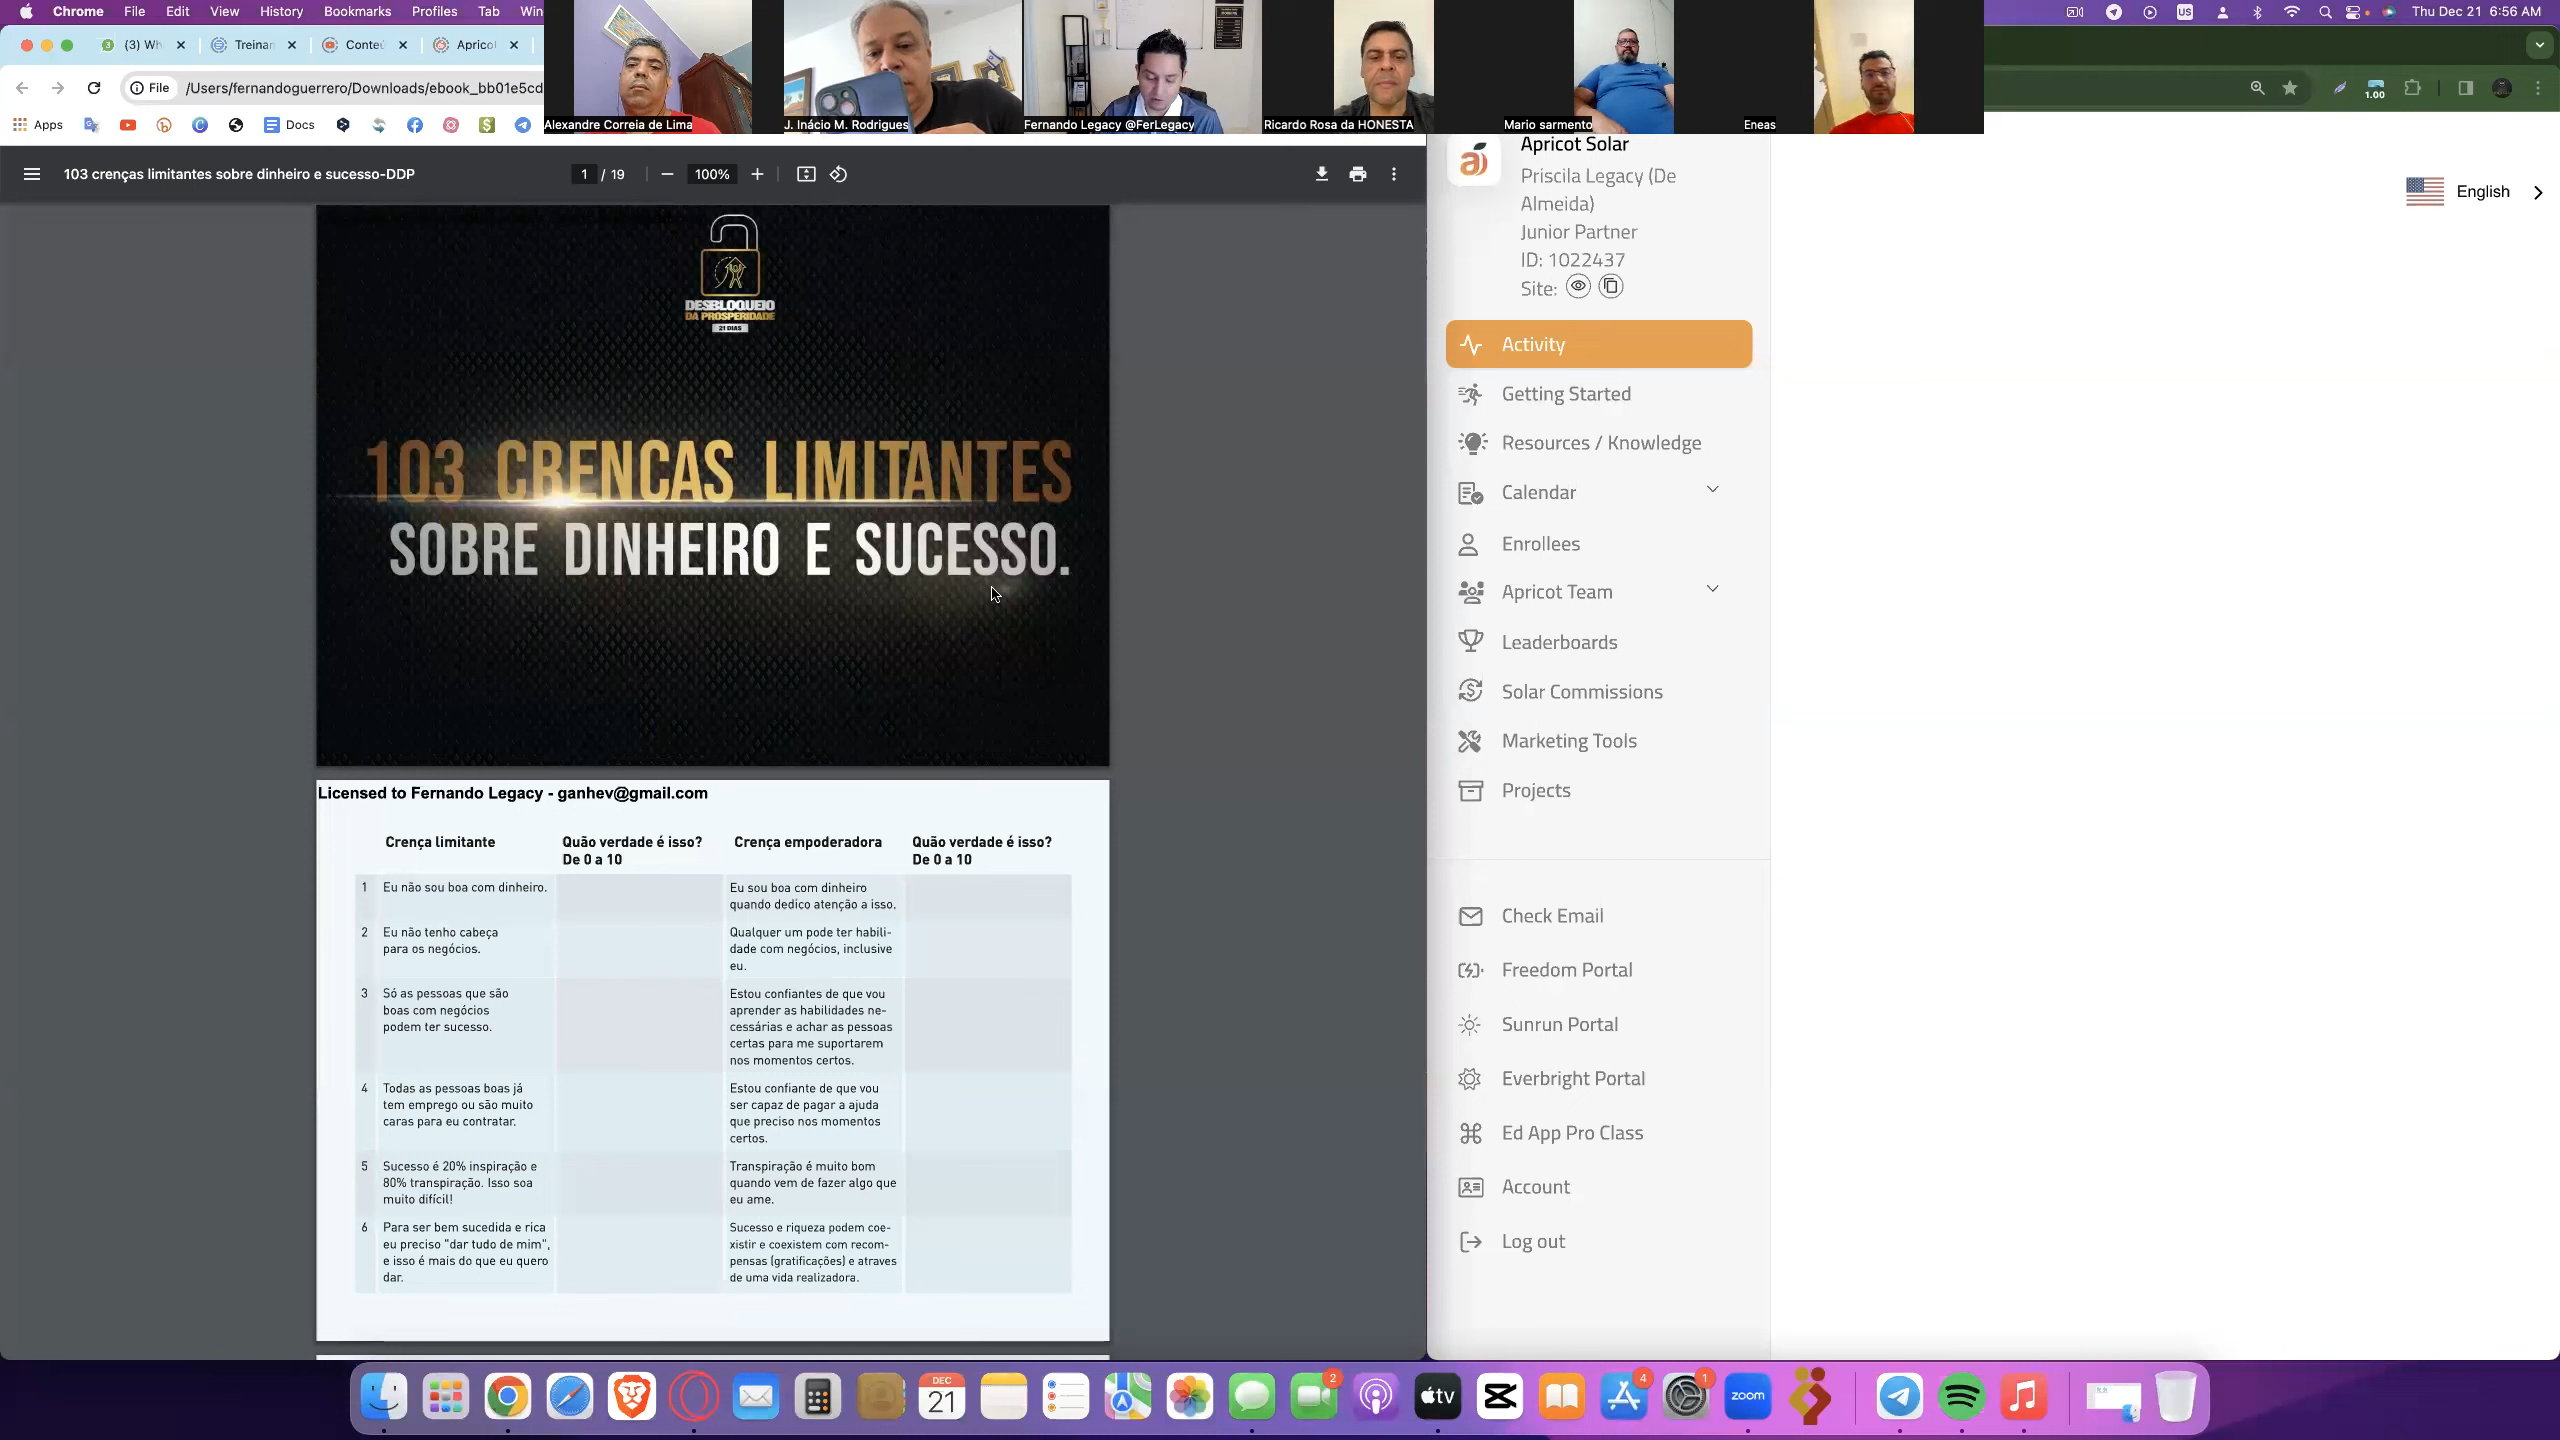 Chrome File Edit View History Bookmarks Profiles Tab Win
US
Thu Dec 21 6:56 AM
3 (3) Wh
Treinar
Conteú
Aprico
File /Users/fernandoguerrero/Downloads/ebook_bb01e5cd
1.00
Apps
Docs
Alexandre Correia de Lima
J. Inácio M. Rodrigues
Fernando Legacy @FerLegacy
Ricardo Rosa da HONESTA
Mario sarmento
Eneas
103 crenças limitantes sobre dinheiro e sucesso-DDP
1 / 19
100%
DESBLOQUEIO
DA PROSPERIDADE
21 DIAS
103 CRENÇAS LIMITANTES
SOBRE DINHEIRO E SUCESSO.
Licensed to Fernando Legacy - ganhev@gmail.com
Crença limitante
Quão verdade é isso?
De 0 a 10
Crença empoderadora
Quão verdade é isso?
De 0 a 10
1
Eu não sou boa com dinheiro.
Eu sou boa com dinheiro
quando dedico atenção a isso.
2
Eu não tenho cabeça
para os negócios.
Qualquer um pode ter habili-
dade com negócios, inclusive
eu.
3
Só as pessoas que são
boas com negócios
podem ter sucesso.
Estou confiantes de que vou
aprender as habilidades ne-
cessárias e achar as pessoas
certas para me suportarem
nos momentos certos.
4
Todas as pessoas boas já
tem emprego ou são muito
caras para eu contratar.
Estou confiante de que vou
ser capaz de pagar a ajuda
que preciso nos momentos
certos.
5
Sucesso é 20% inspiração e
80% transpiração. Isso soa
muito difícil!
Transpiração é muito bom
quando vem de fazer algo que
eu ame.
6
Para ser bem sucedida e rica
eu preciso "dar tudo de mim",
e isso é mais do que eu quero
dar.
Sucesso e riqueza podem coe-
xistir e coexistem com recom-
pensas (gratificações) e atraves
de uma vida realizadora.
Apricot Solar
Priscila Legacy (De
Almeida)
Junior Partner
ID: 1022437
Site:
English
Activity
Getting Started
Resources / Knowledge
Calendar
Enrollees
Apricot Team
Leaderboards
Solar Commissions
Marketing Tools
Projects
Check Email
Freedom Portal
Sunrun Portal
Everbright Portal
Ed App Pro Class
Account
Log out
DEC
21
2
tv
4
1
zoom